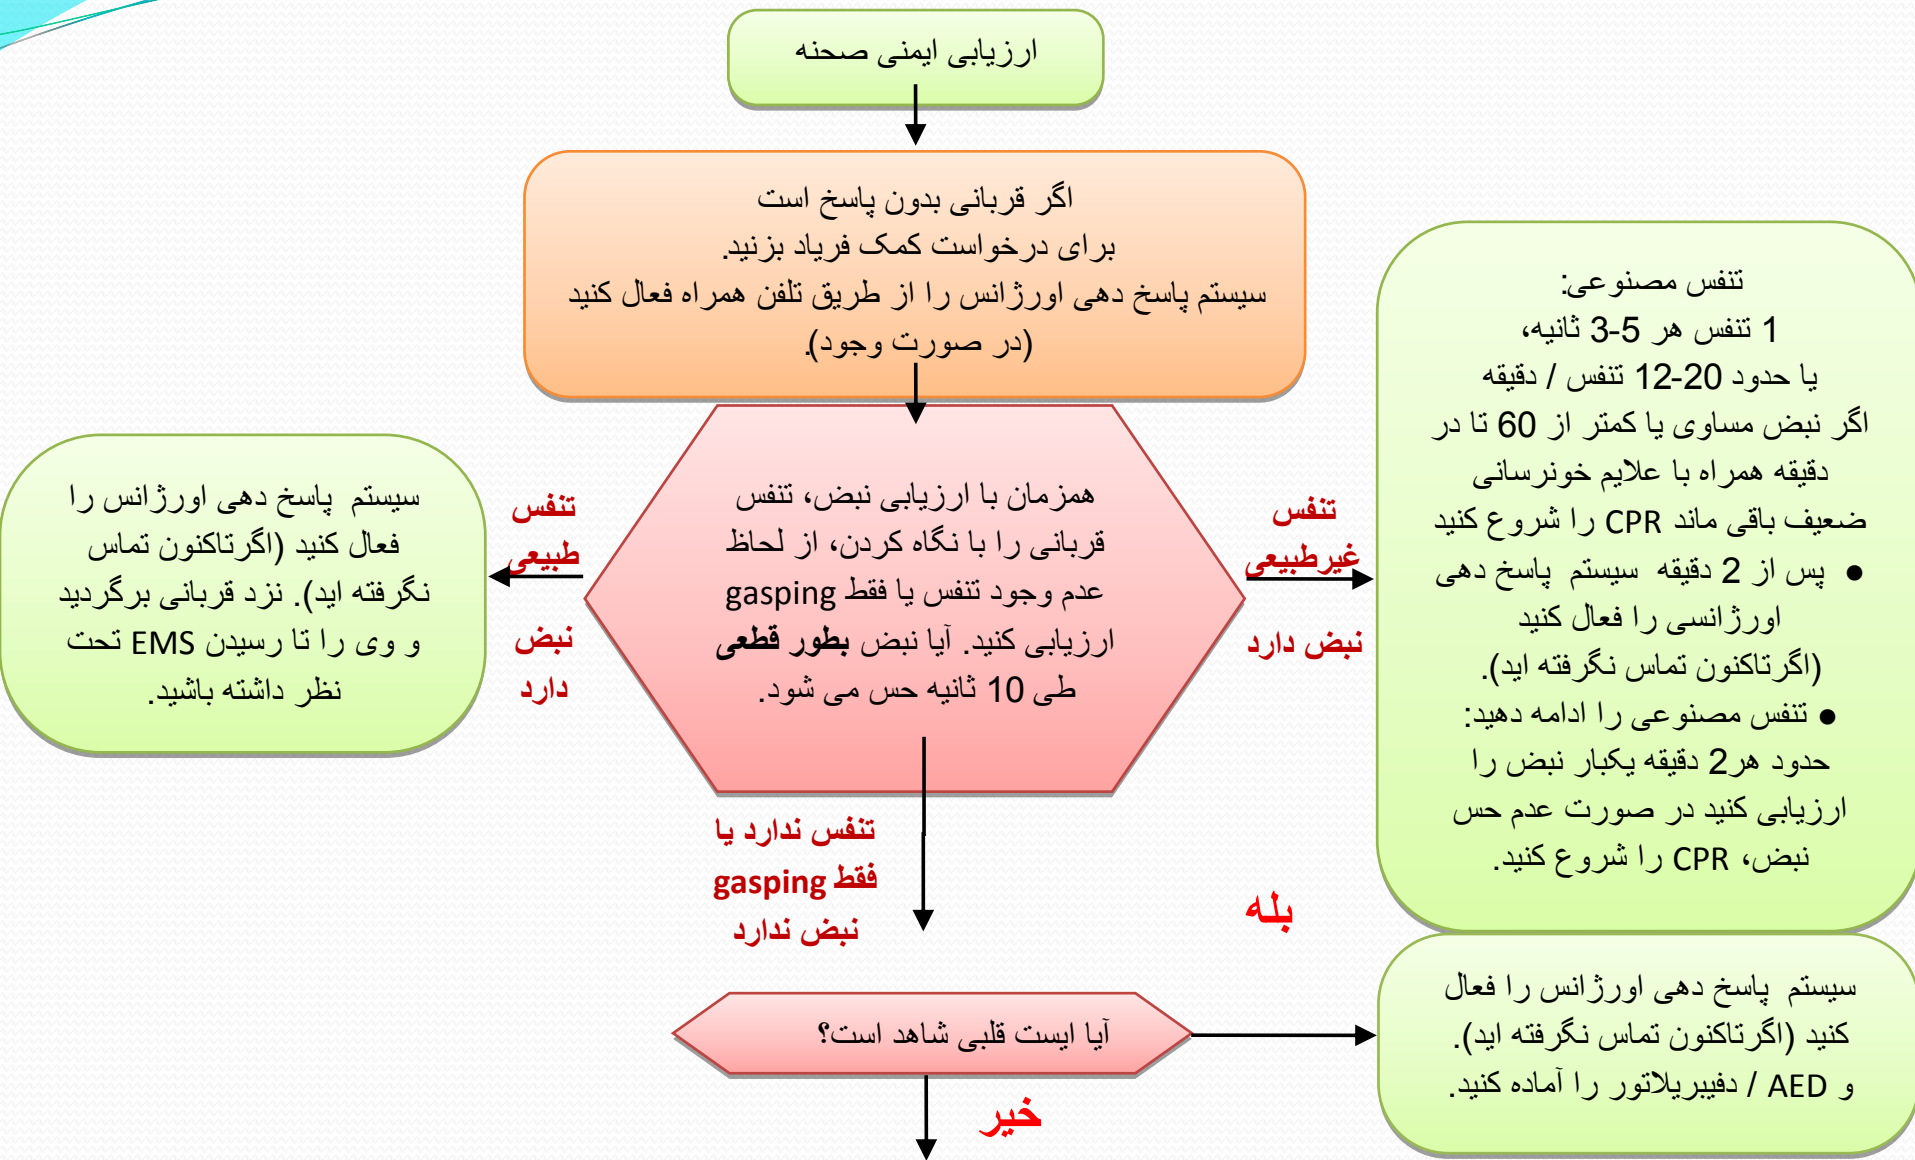 ارزیابی ایمنی صحنه
اگر قربانی بدون پاسخ است
برای درخواست کمک فریاد بزنید.
سیستم پاسخ دهی اورژانس را از طریق تلفن همراه فعال کنید
(در صورت وجود).
همزمان با ارزیابی نبض، تنفس
قربانی را با نگاه کردن، از لحاظ
عدم وجود تنفس یا فقط gasping
ارزیابی کنید. آیا نبض بطور قطعی
طی 10 ثانیه حس می شود.
تنفس
غیرطبیعی
نبض دارد
تنفس مصنوعی:
1 تنفس هر 5-3 ثانیه،
یا حدود 20-12 تنفس / دقیقه
اگر نبض مساوی یا کمتر از 60 تا در
دقیقه همراه با علایم خونرسانی
ضعیف باقی ماند CPR را شروع کنید
● پس از 2 دقیقه سیستم پاسخ دهی
اورژانسی را فعال کنید
(اگرتاکنون تماس نگرفته اید).
● تنفس مصنوعی را ادامه دهید:
حدود هر2 دقیقه یکبار نبض را
ارزیابی کنید در صورت عدم حس
نبض، CPR را شروع کنید.
تنفس
طبیعی
نبض
دارد
سیستم پاسخ دهی اورژانس را
فعال کنید (اگرتاکنون تماس
نگرفته اید). نزد قربانی برگردید
و وی را تا رسیدن EMS تحت
نظر داشته باشید.
تنفس ندارد یا
فقط gasping
نبض ندارد
آیا ایست قلبی شاهد است؟
بله
سیستم پاسخ دهی اورژانس را فعال
کنید (اگرتاکنون تماس نگرفته اید).
و AED / دفیبریلاتور را آماده کنید.
خیر